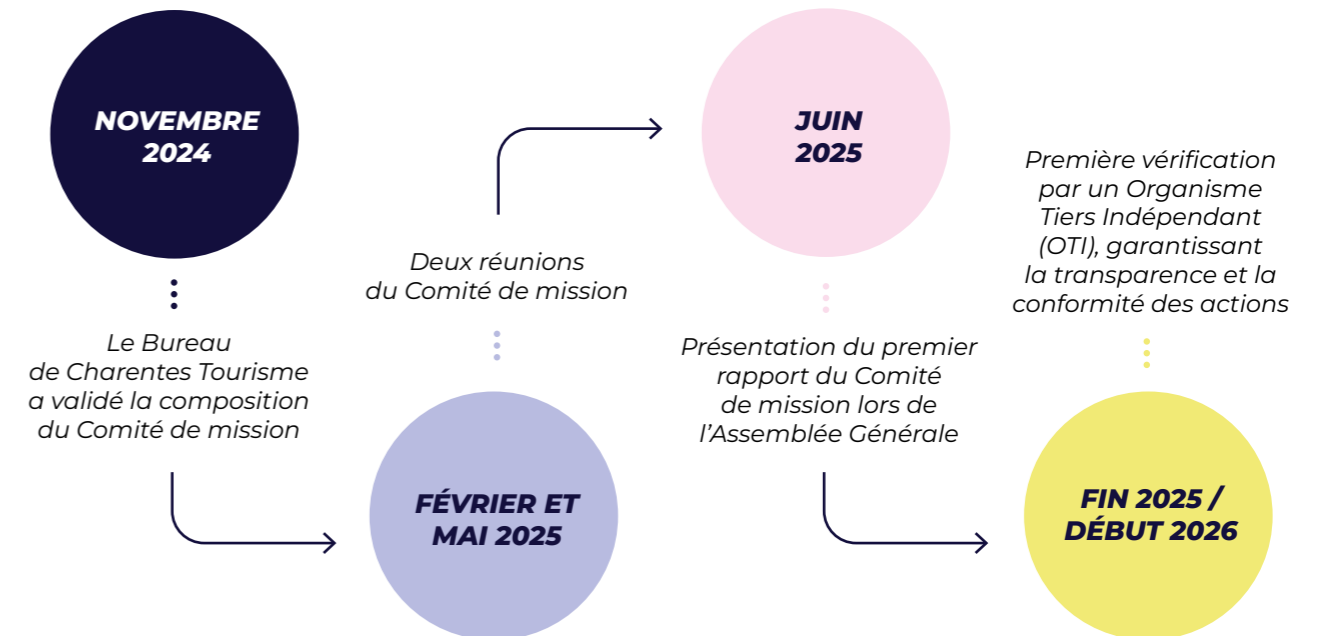 NOVEMBRE
2024
Le Bureau
de Charentes Tourisme
a validé la composition
du Comité de mission
FÉVRIER ET
MAI 2025
Deux réunions
du Comité de mission
JUIN
2025
Présentation du premier
rapport du Comité
de mission lors de
l’Assemblée Générale
FIN 2025 /
DÉBUT 2026
Première vérification
par un Organisme
Tiers Indépendant
(OTI), garantissant
la transparence et la
conformité des actions